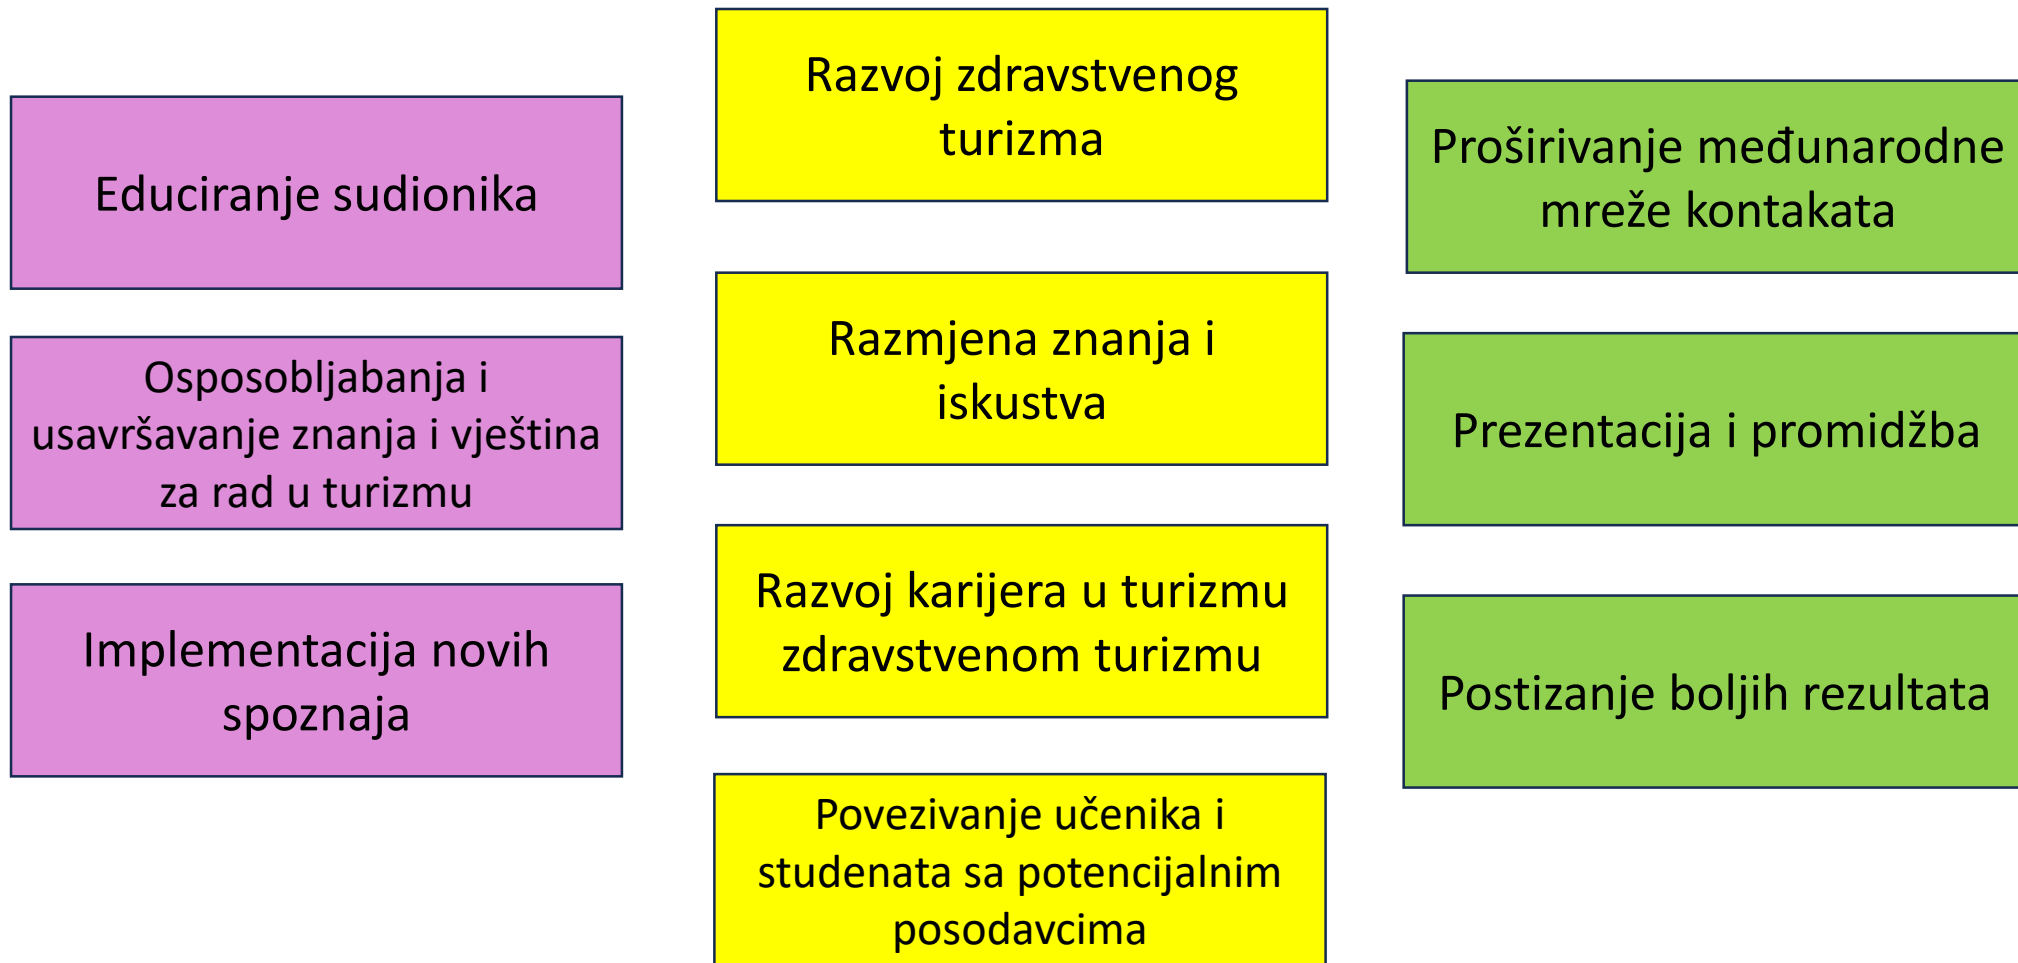 Educiranje sudionika
Osposobljabanja i
usavršavanje znanja i vještina
za rad u turizmu
Implementacija novih
spoznaja
Razvoj zdravstvenog
turizma
Razmjena znanja i
iskustva
Razvoj karijera u turizmu
zdravstvenom turizmu
Povezivanje učenika i
studenata sa potencijalnim
posodavcima
Proširivanje međunarodne
mreže kontakata
Prezentacija i promidžba
Postizanje boljih rezultata